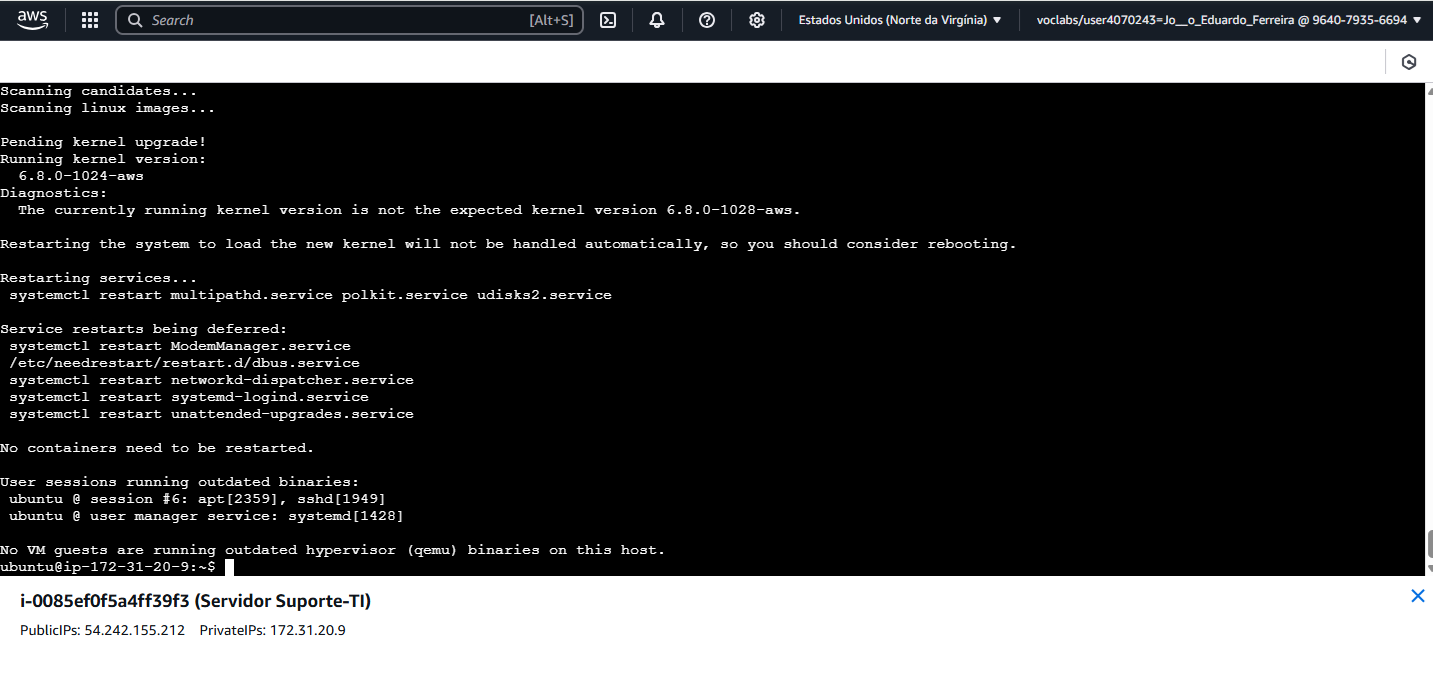 aws
Search
[Alt+S]
Estados Unidos (Norte da Virgínia)
voclabs/user4070243=Jo__o_Eduardo_Ferreira @ 9640-7935-6694
Scanning candidates...
Scanning linux images...
Pending kernel upgrade!
Running kernel version:
6.8.0-1024-aws
Diagnostics:
The currently running kernel version is not the expected kernel version 6.8.0-1028-aws.
Restarting the system to load the new kernel will not be handled automatically, so you should consider rebooting.
Restarting services...
systemctl restart multipathd.service polkit.service udisks2.service
Service restarts being deferred:
systemctl restart ModemManager.service
/etc/needrestart/restart.d/dbus.service
systemctl restart networkd-dispatcher.service
systemctl restart systemd-logind.service
systemctl restart unattended-upgrades.service
No containers need to be restarted.
User sessions running outdated binaries:
ubuntu @ session #6: apt[2359], sshd[1949]
ubuntu @ user manager service: systemd[1428]
No VM guests are running outdated hypervisor (qemu) binaries on this host.
ubuntu@ip-172-31-20-9:~$
i-0085ef0f5a4ff39f3 (Servidor Suporte-TI)
PublicIPs: 54.242.155.212 PrivateIPs: 172.31.20.9